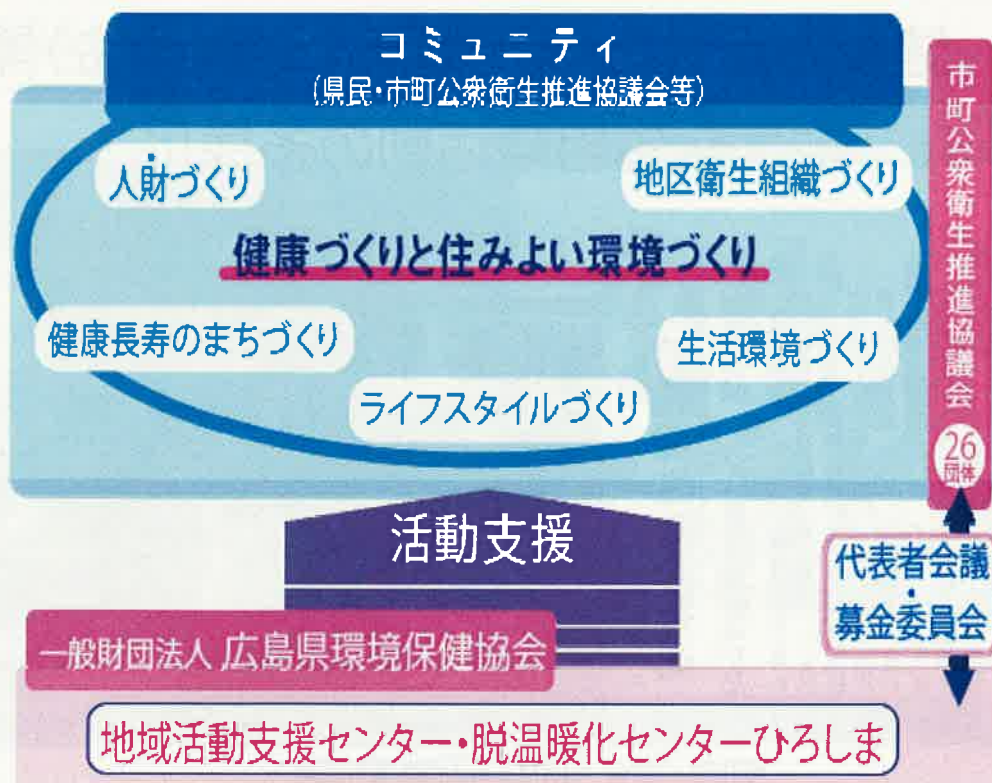 コミュニティ
(県民・市町公衆衛生推進協議会等)
人財づくり
地区衛生組織づくり
健康づくりと住みよい環境づくり
健康長寿のまちづくり
生活環境づくり
ライフスタイルづくり
市町公衆衛生推進協議会
26
団体
活動支援
代表者会議
・
募金委員会
一般財団法人 広島県環境保健協会
地域活動支援センター・脱温暖化センターひろしま